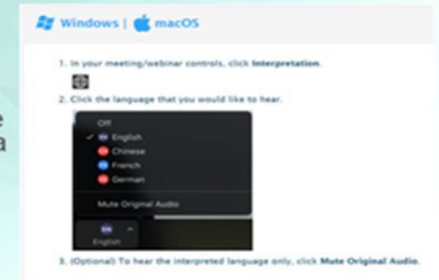 Windows | macOS
1. In your meeting/webinar controls, click Interpretation.
2. Click the language that you would like to hear.
Off
English
Chinese
French
German
Mute Original Audio
English
3. (Optional) To hear the interpreted language only, click Mute Original Audio.